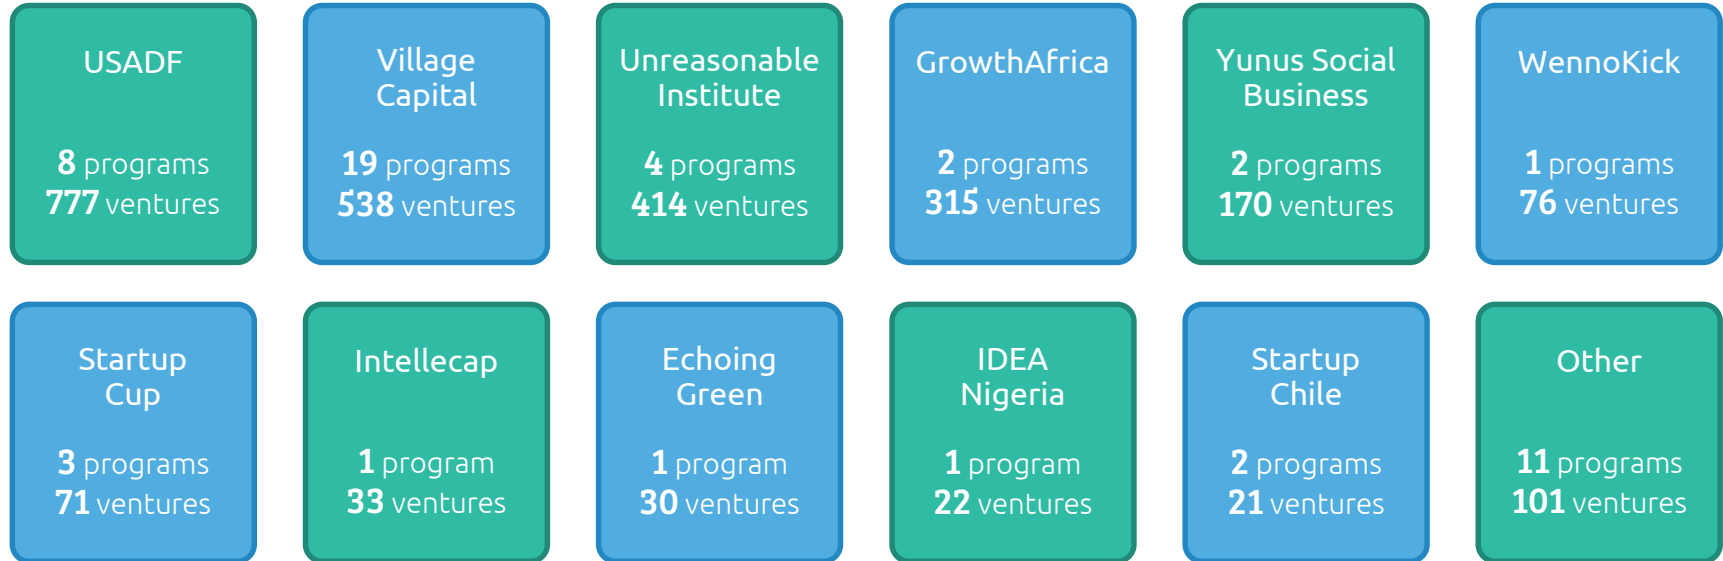 USADF
8 programs
777 ventures
Village
Capital
19 programs
538 ventures
Unreasonable
Institute
4 programs
414 ventures
GrowthAfrica
2 programs
315 ventures
Yunus Social
Business
2 programs
170 ventures
WennoKick
1 programs
76 ventures
Startup
Cup
3 programs
71 ventures
Intellecap
1 program
33 ventures
Echoing
Green
1 program
30 ventures
IDEA
Nigeria
1 program
22 ventures
Startup
Chile
2 programs
21 ventures
Other
11 programs
101 ventures